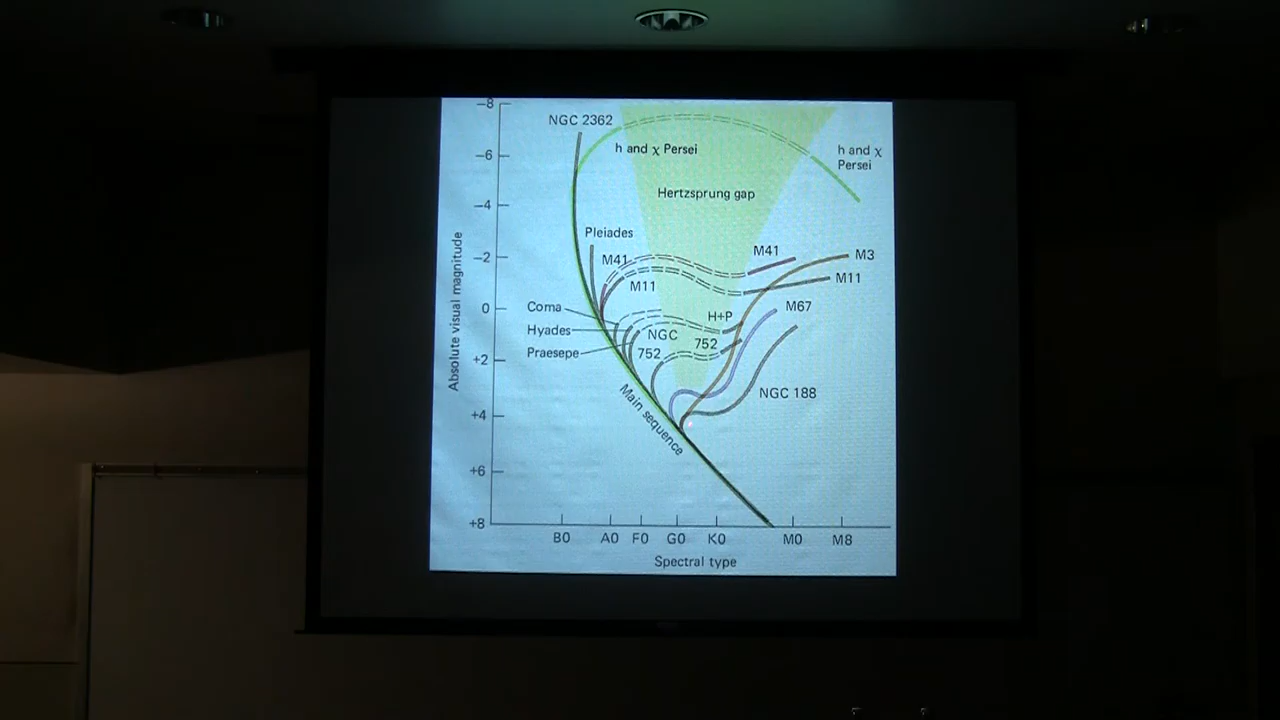 −8
NGC 2362
h and χ Persei
h and χ
Persei
−6
Hertzsprung gap
−4
Pleiades
−2
M41
M41
M3
M11
M11
Coma
0
H+P
M67
Hyades
NGC
752
752
Praesepe
+2
NGC 188
Main sequence
+4
+6
+8
Absolute visual magnitude
B0 A0 F0 G0 K0 M0 M8
Spectral type